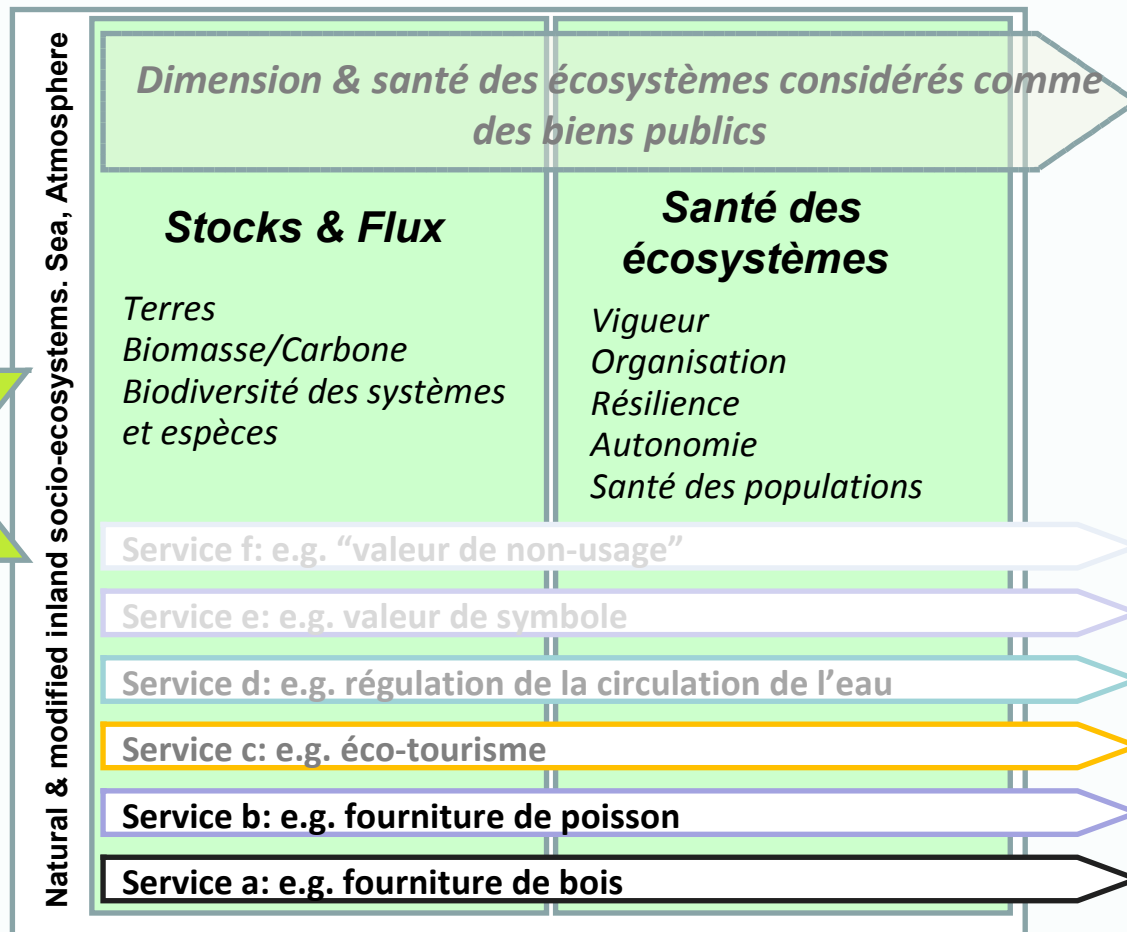 Natural & modified inland socio-ecosystems. Sea, Atmosphere
Dimension & santé des écosystèmes considérés comme
des biens publics
Stocks & Flux
Terres
Biomasse/Carbone
Biodiversité des systèmes
et espèces
Santé des
écosystèmes
Vigueur
Organisation
Résilience
Autonomie
Santé des populations
Service f: e.g. “valeur de non-usage”
Service e: e.g. valeur de symbole
Service d: e.g. régulation de la circulation de l’eau
Service c: e.g. éco-tourisme
Service b: e.g. fourniture de poisson
Service a: e.g. fourniture de bois